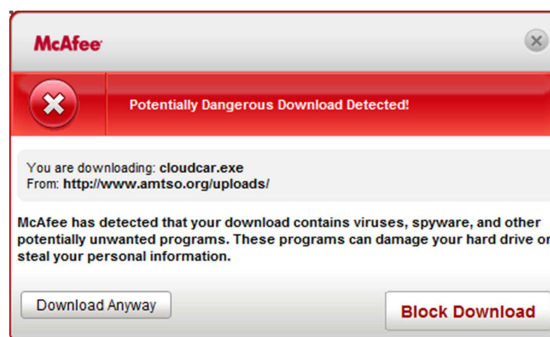 McAfee
Potentially Dangerous Download Detected!
You are downloading: cloudcar.exe
From: http://www.amtso.org/uploads/
McAfee has detected that your download contains viruses, spyware, and other
potentially unwanted programs. These programs can damage your hard drive or
steal your personal information.
Download Anyway
Block Download